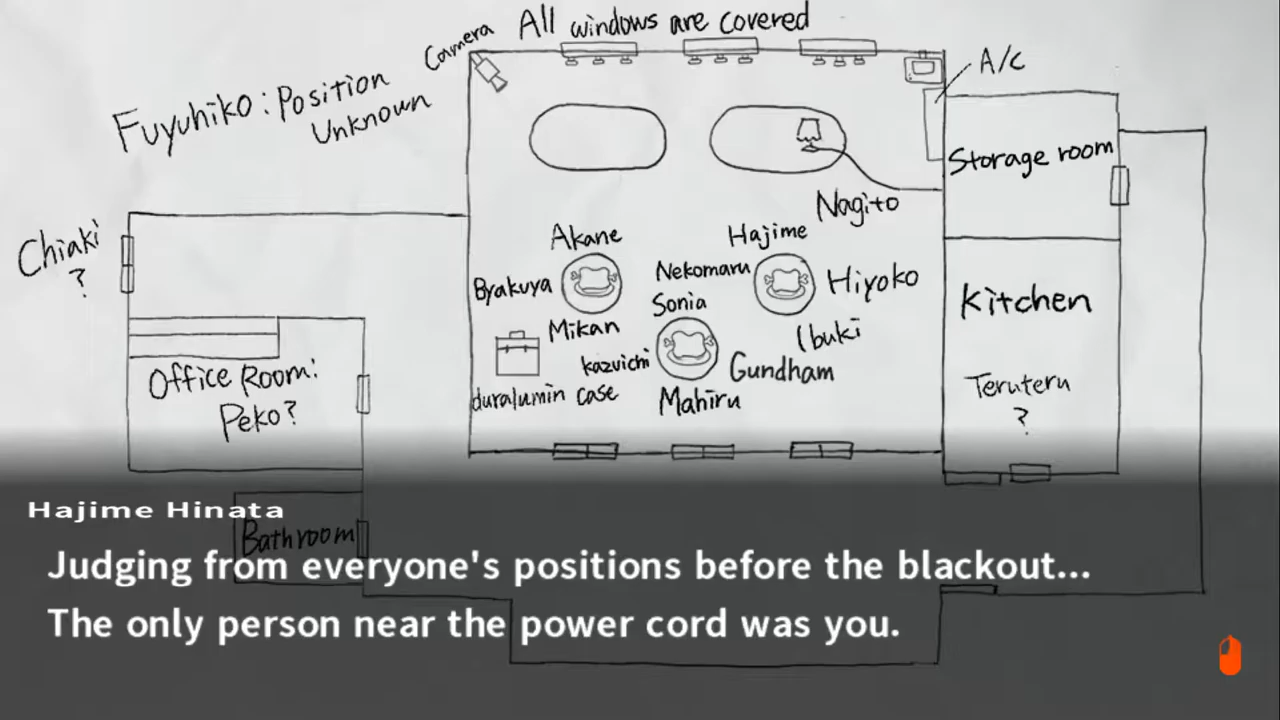 All windows are covered
Camera
A/C
Fuyuhiko: Position
Unknown
Storage room
Nagito
Chiaki
?
Akane
Hajime
Byakuya
Nekomaru
Hiyoko
Sonia
Kitchen
Mikan
Ibuki
kazuichi
Gundham
Office Room:
Peko?
duralumin case
Mahiru
Teruteru
?
Hajime Hinata
Bathroom
Judging from everyone's positions before the blackout...
The only person near the power cord was you.